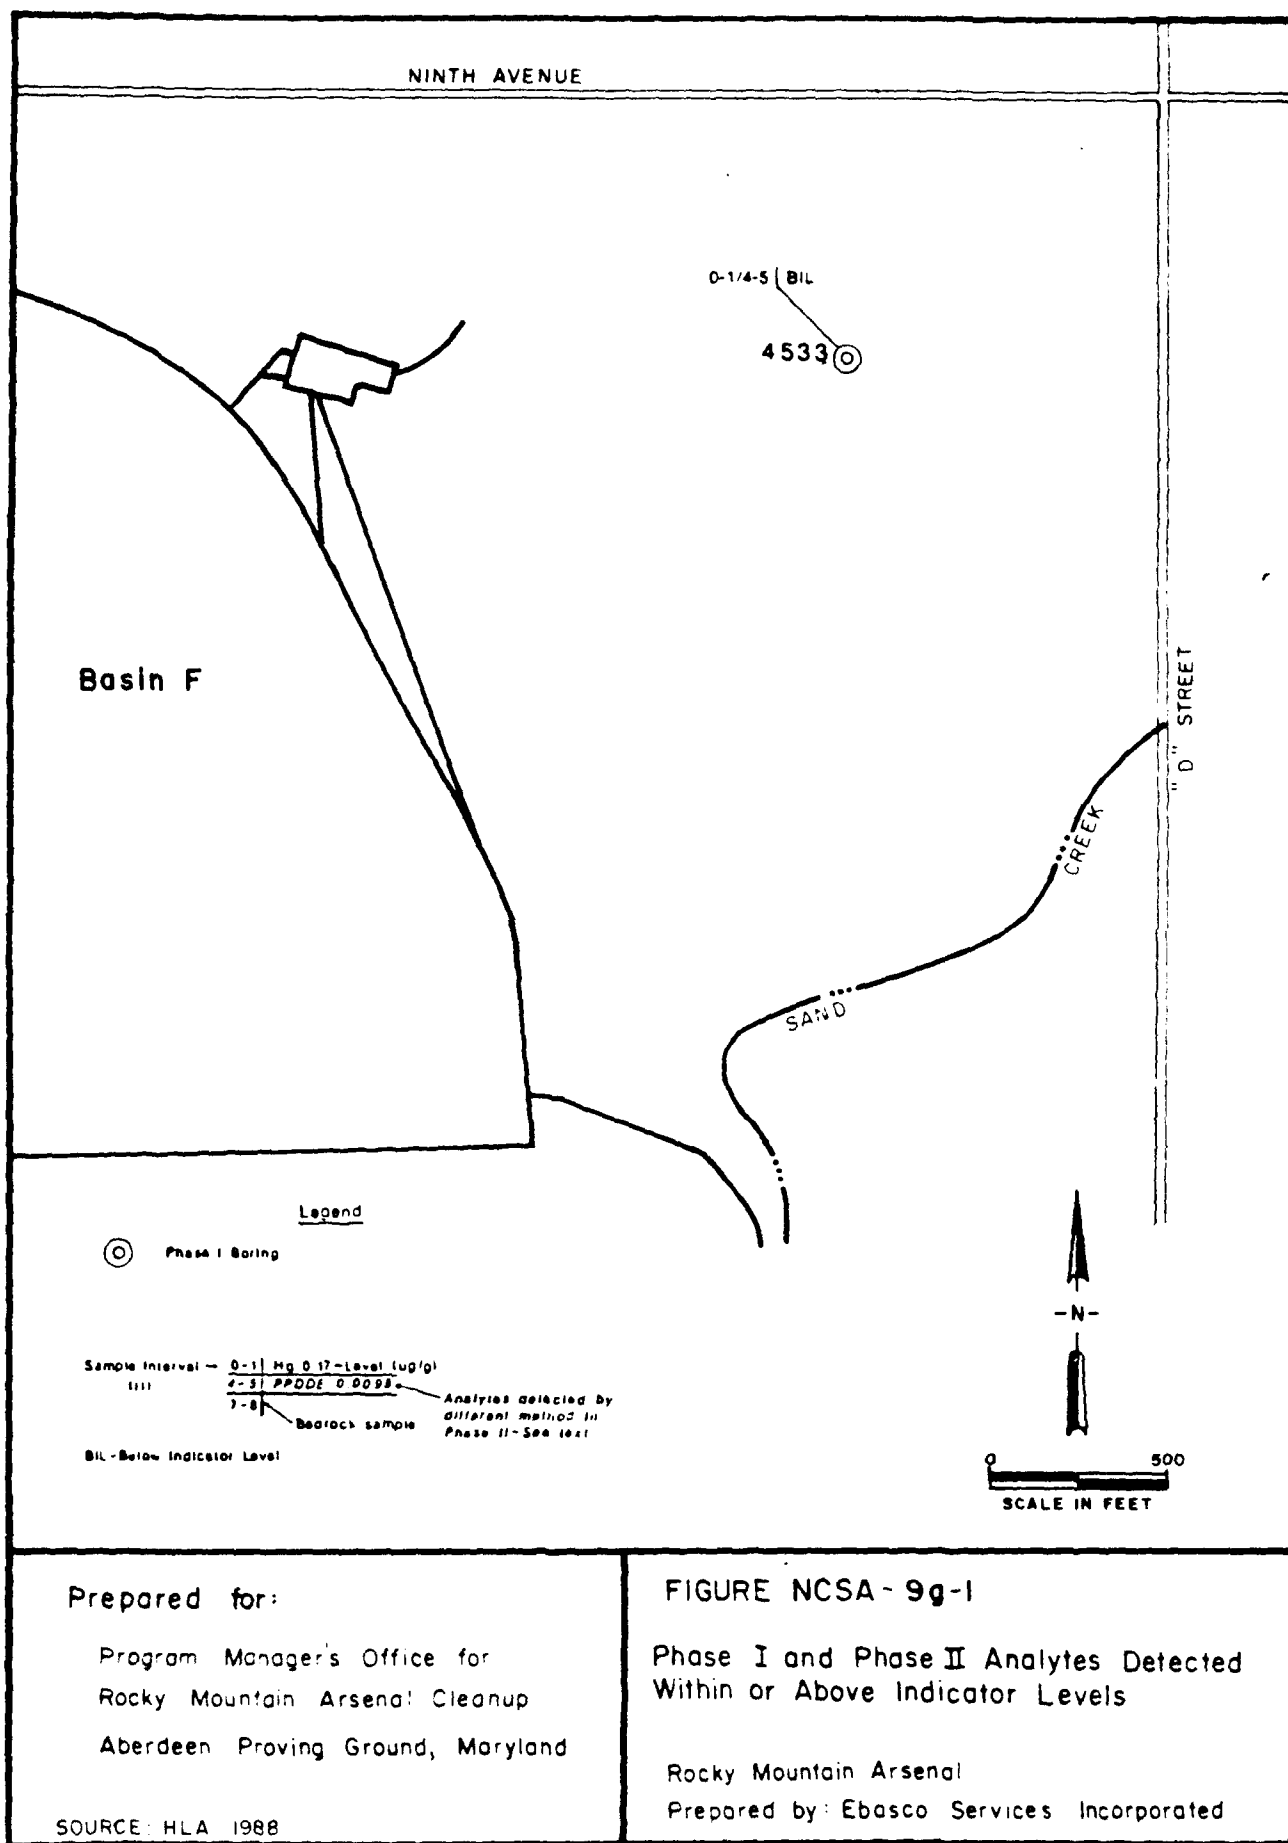 NINTH AVENUE
0-1/4-5 BIL
4533
Basin F
"D" STREET
CREEK
SAND
Legend
Phase I Boring
Sample Interval → 0-1 Hg 0.17-Level (ug/g)
4-5 PPDDE 0.0098
7-8
Bedrock sample
Analytes detected by
different method in
Phase II-See text
BIL-Below Indicator Level
-N-
0 500
SCALE IN FEET
Prepared for:
Program Manager's Office for
Rocky Mountain Arsenal Cleanup
Aberdeen Proving Ground, Maryland
SOURCE: HLA 1988
FIGURE NCSA-9g-1
Phase I and Phase II Analytes Detected
Within or Above Indicator Levels
Rocky Mountain Arsenal
Prepared by: Ebasco Services Incorporated